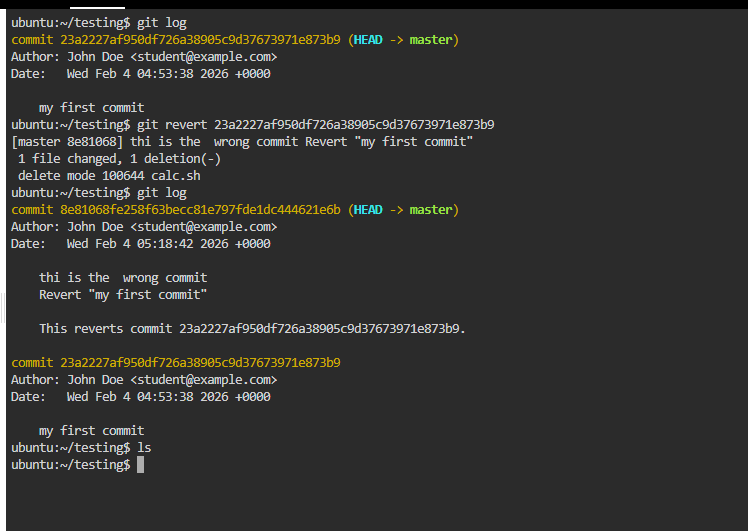 ubuntu:~/testing$ git log
commit 23a2227af950df726a38905c9d37673971e873b9 (HEAD -> master)
Author: John Doe <student@example.com>
Date:   Wed Feb 4 04:53:38 2026 +0000

    my first commit
ubuntu:~/testing$ git revert 23a2227af950df726a38905c9d37673971e873b9
[master 8e81068] thi is the  wrong commit Revert "my first commit"
 1 file changed, 1 deletion(-)
 delete mode 100644 calc.sh
ubuntu:~/testing$ git log
commit 8e81068fe258f63becc81e797fde1dc444621e6b (HEAD -> master)
Author: John Doe <student@example.com>
Date:   Wed Feb 4 05:18:42 2026 +0000

    thi is the  wrong commit
    Revert "my first commit"

    This reverts commit 23a2227af950df726a38905c9d37673971e873b9.

commit 23a2227af950df726a38905c9d37673971e873b9
Author: John Doe <student@example.com>
Date:   Wed Feb 4 04:53:38 2026 +0000

    my first commit
ubuntu:~/testing$ ls
ubuntu:~/testing$